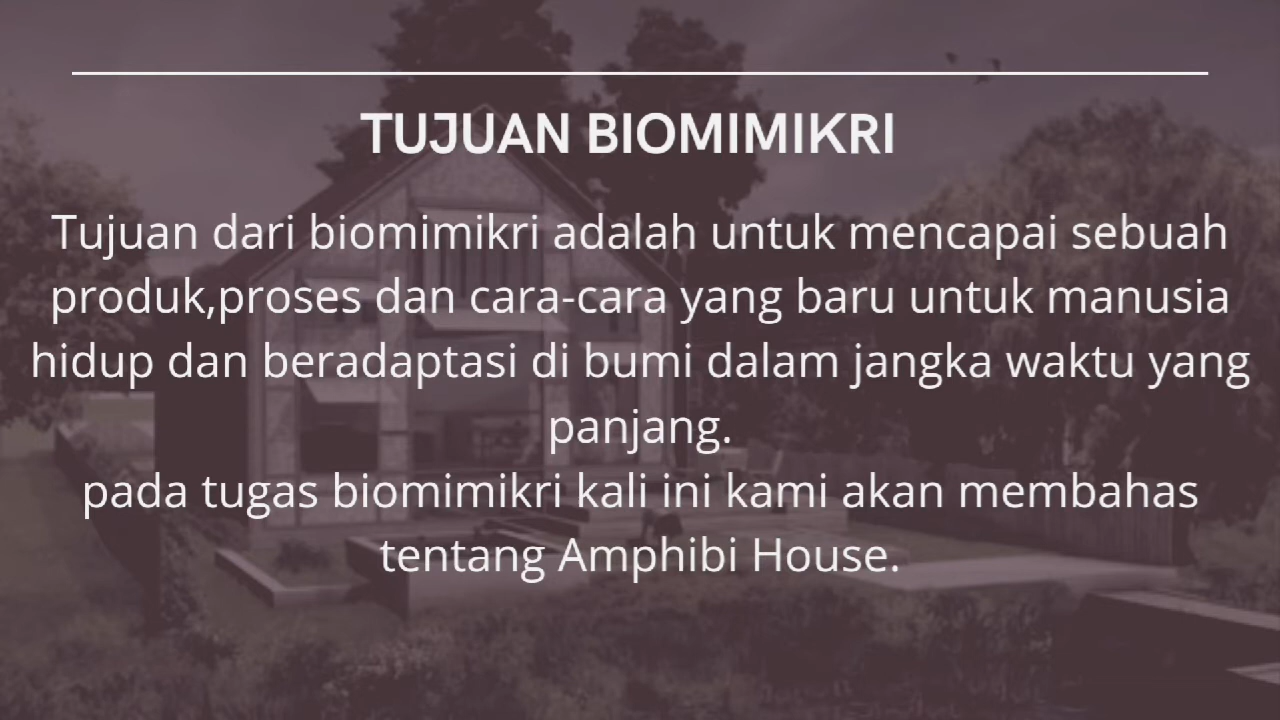 TUJUAN BIOMIMIKRI
Tujuan dari biomimikri adalah untuk mencapai sebuah
produk,proses dan cara-cara yang baru untuk manusia
hidup dan beradaptasi di bumi dalam jangka waktu yang
panjang.
pada tugas biomimikri kali ini kami akan membahas
tentang Amphibi House.